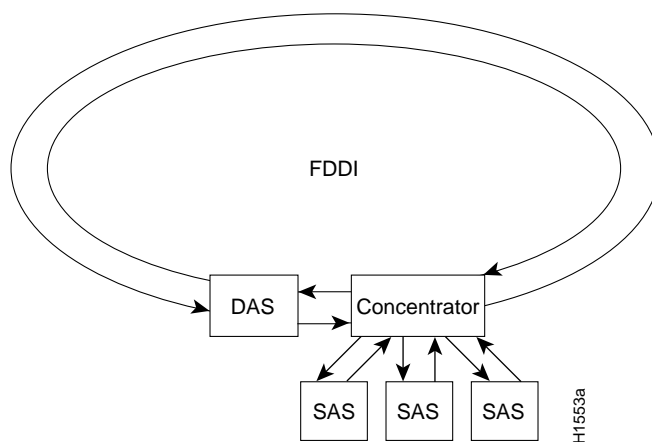 FDDI
DAS
Concentrator
SAS
SAS
SAS
H1553a